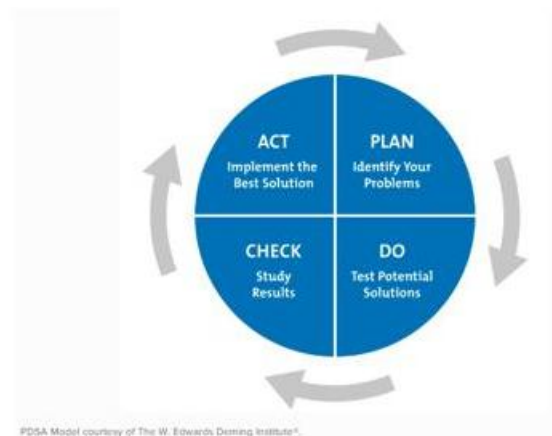 ACT
Implement the
Best Solution
PLAN
Identify Your
Problems
CHECK
Study
Results
DO
Test Potential
Solutions
PDSA Model courtesy of The W. Edwards Deming Institute®.